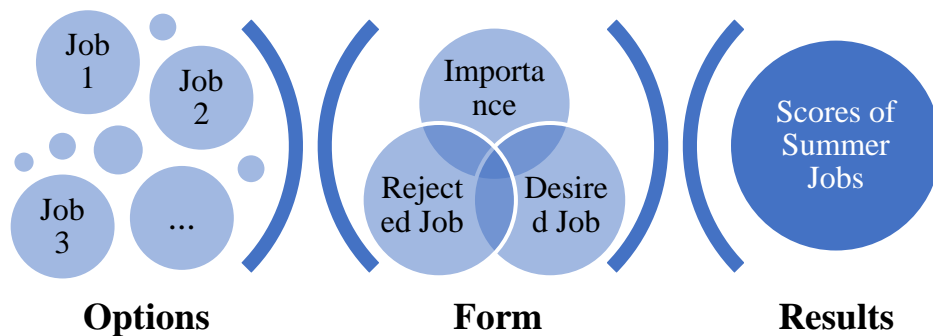 Job
1
Job
2
Job
3
...
Importa
nce
Reject
ed Job
Desire
d Job
Scores of
Summer
Jobs
Options
Form
Results